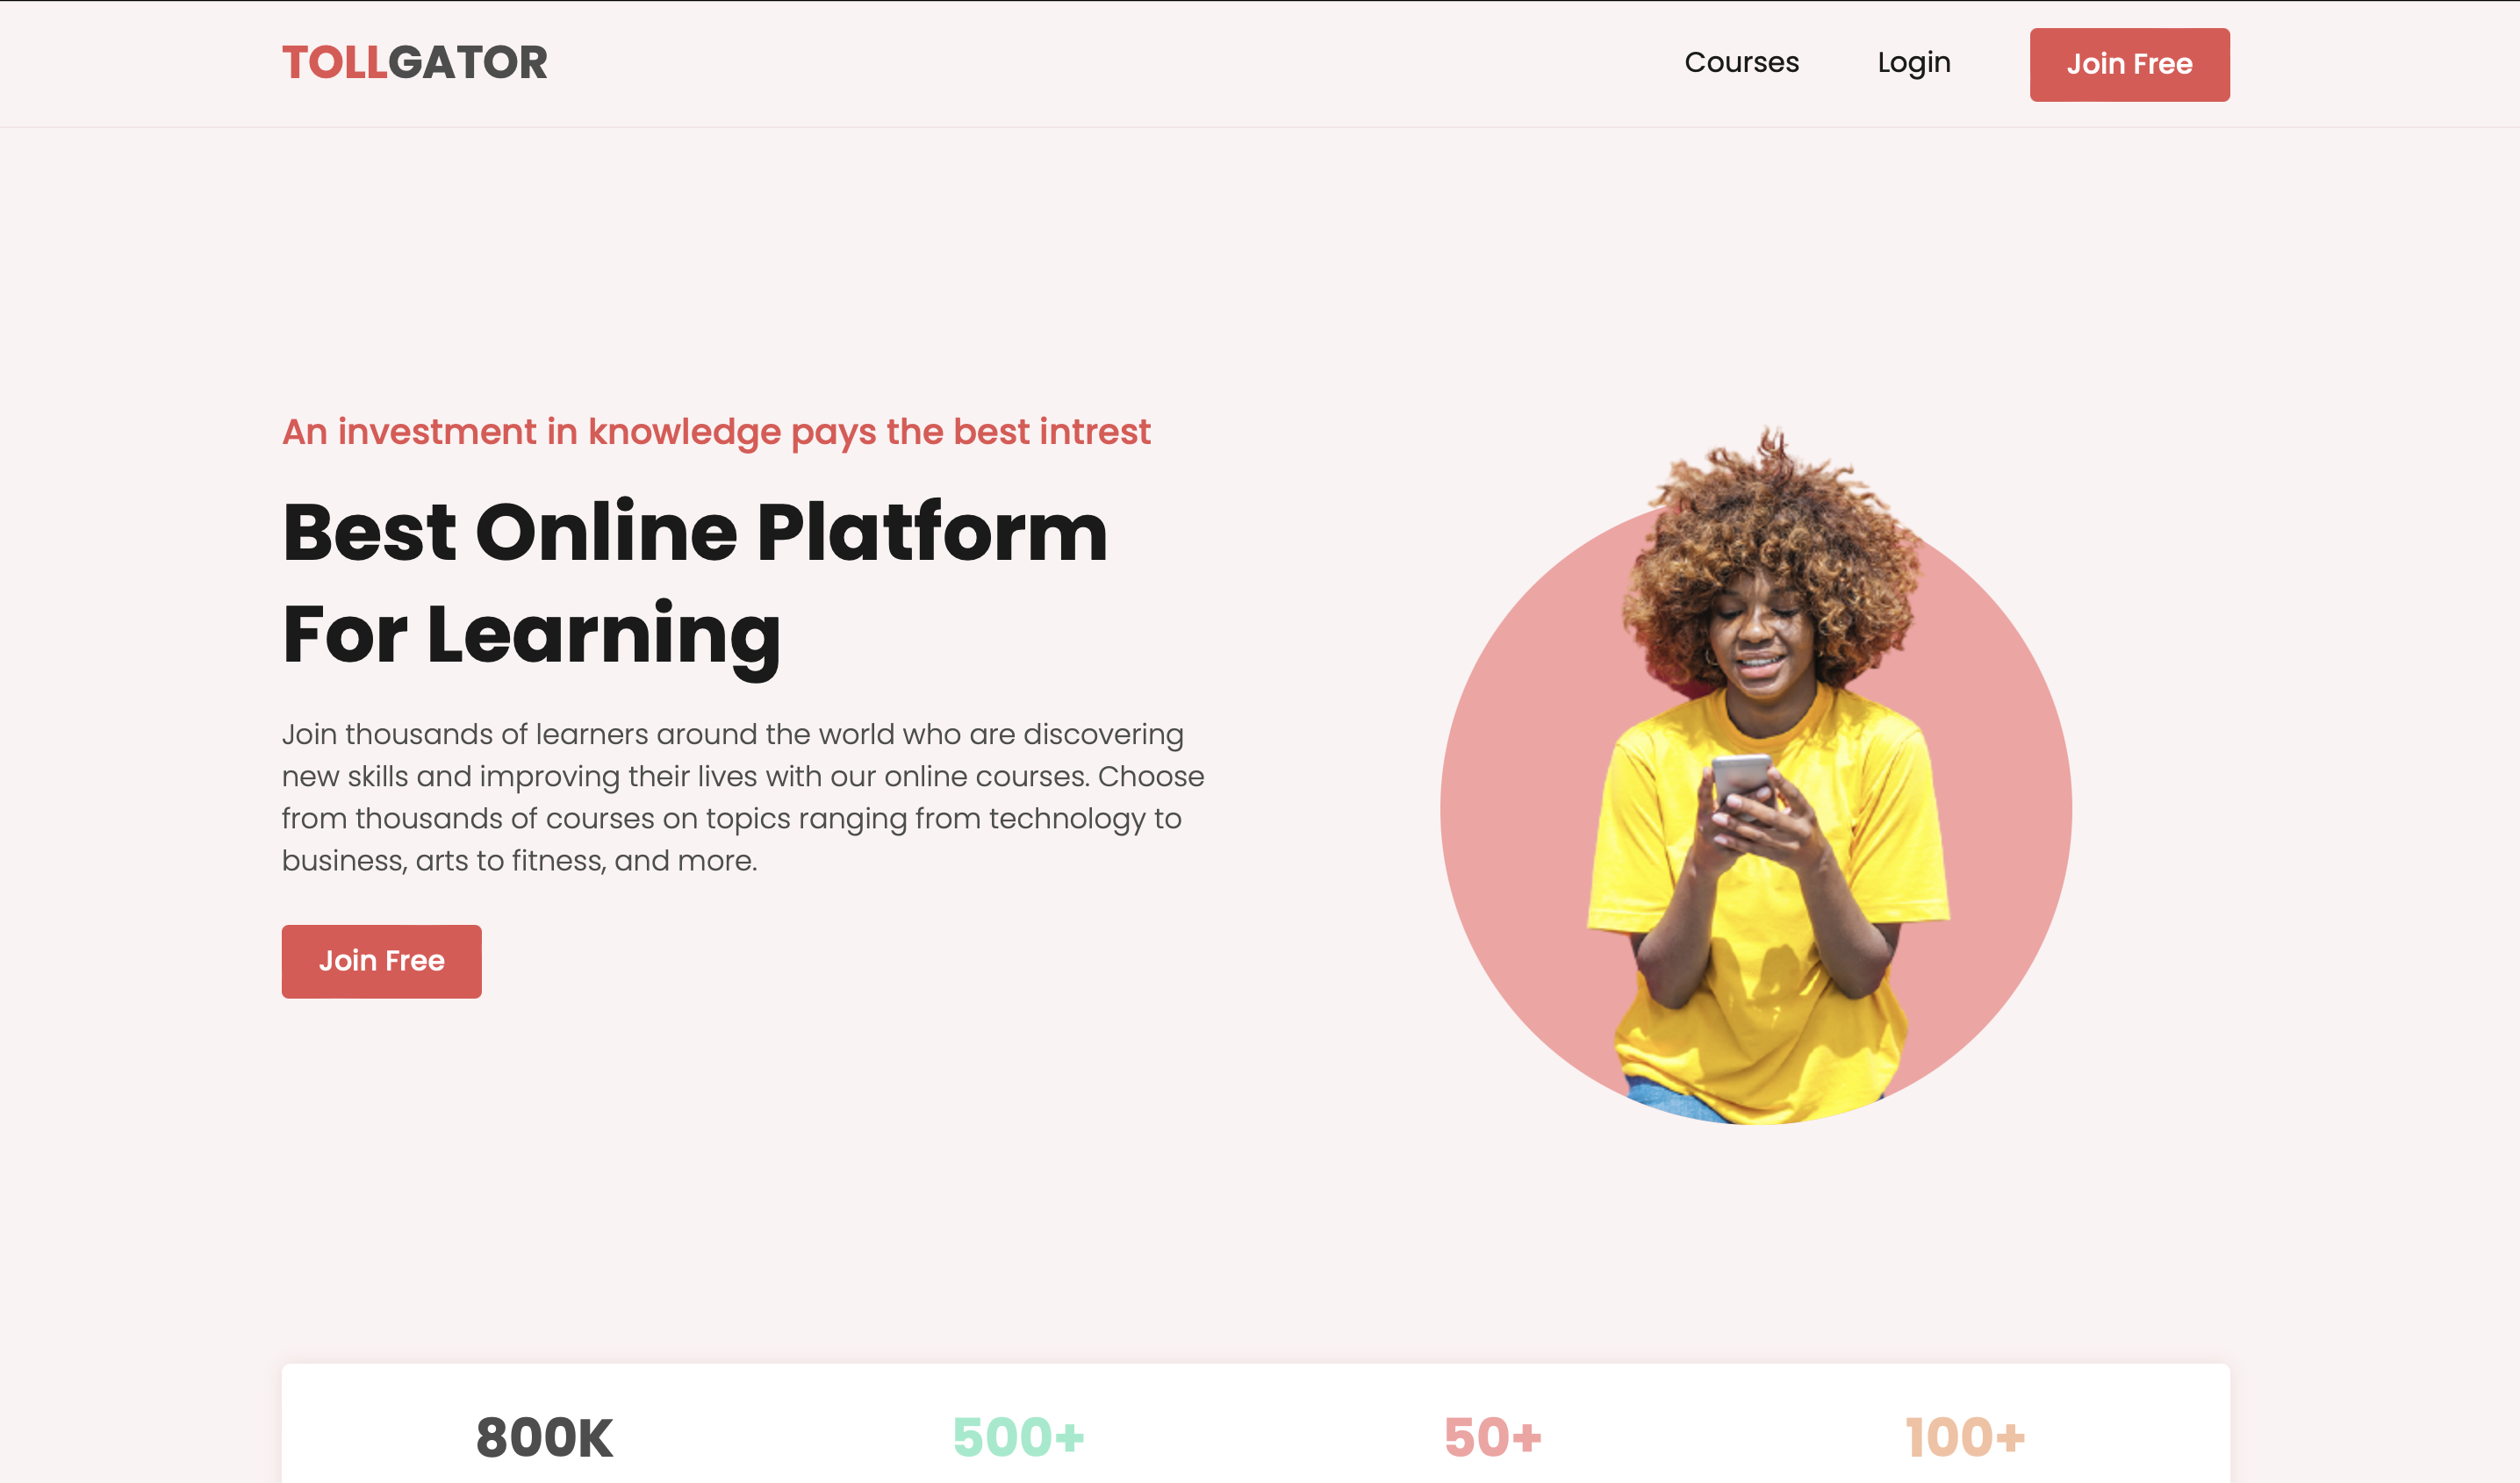 TOLLGATOR
Courses
Login
Join Free
An investment in knowledge pays the best intrest
Best Online Platform
For Learning
Join thousands of learners around the world who are discovering
new skills and improving their lives with our online courses. Choose
from thousands of courses on topics ranging from technology to
business, arts to fitness, and more.
Join Free
800K
500+
50+
100+